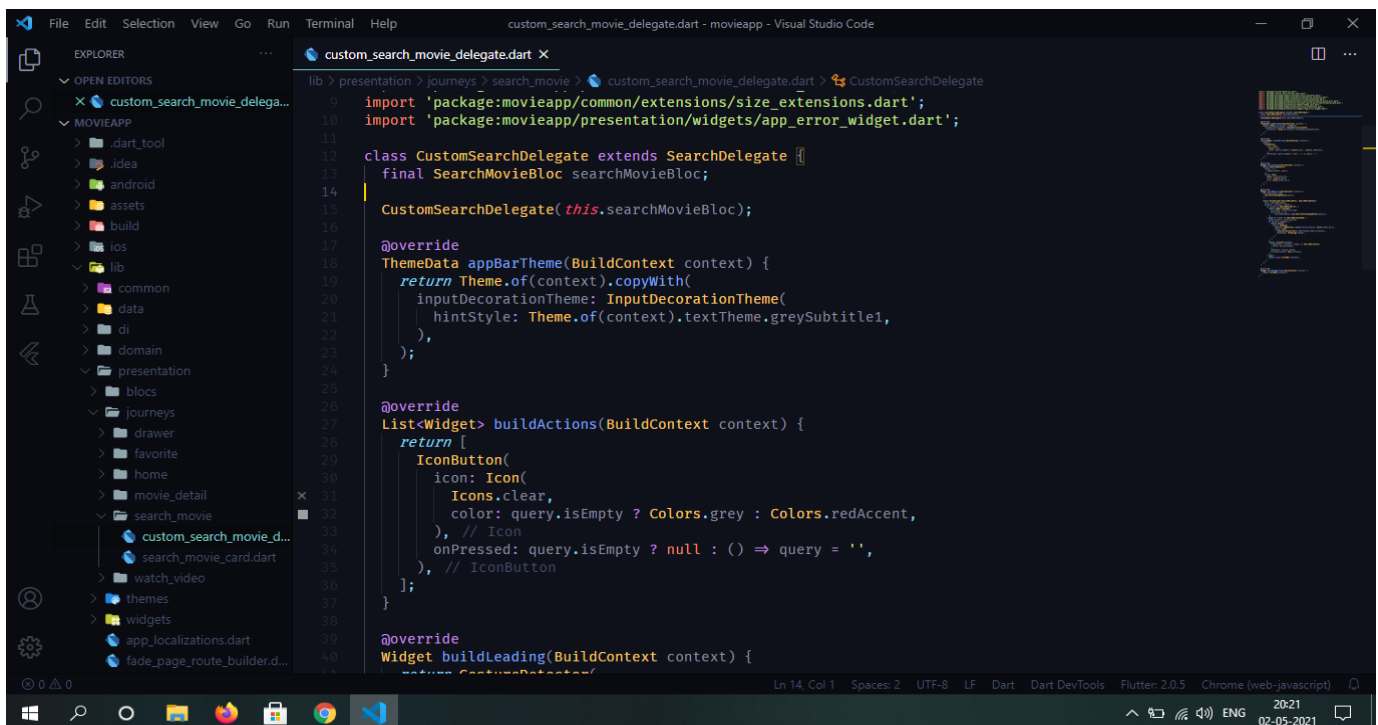 File Edit Selection View Go Run Terminal Help custom_search_movie_delegate.dart - movieapp - Visual Studio Code
EXPLORER
OPEN EDITORS
custom_search_movie_delega...
MOVIEAPP
.dart_tool
.idea
android
assets
build
ios
lib
common
data
di
domain
presentation
blocs
journeys
drawer
favorite
home
movie_detail
search_movie
custom_search_movie_d...
search_movie_card.dart
watch_video
themes
widgets
app_localizations.dart
fade_page_route_builder.d...
custom_search_movie_delegate.dart
lib > presentation > journeys > search_movie > custom_search_movie_delegate.dart > CustomSearchDelegate
9 import 'package:movieapp/common/extensions/size_extensions.dart';
10 import 'package:movieapp/presentation/widgets/app_error_widget.dart';
11
12 class CustomSearchDelegate extends SearchDelegate {
13 final SearchMovieBloc searchMovieBloc;
14
15 CustomSearchDelegate(this.searchMovieBloc);
16
17 @override
18 ThemeData appBarTheme(BuildContext context) {
19 return Theme.of(context).copyWith(
20 inputDecorationTheme: InputDecorationTheme(
21 hintStyle: Theme.of(context).textTheme.greySubtitle1,
22 ),
23 );
24 }
25
26 @override
27 List<Widget> buildActions(BuildContext context) {
28 return [
29 IconButton(
30 icon: Icon(
31 Icons.clear,
32 color: query.isEmpty ? Colors.grey : Colors.redAccent,
33 ), // Icon
34 onPressed: query.isEmpty ? null : () ⇒ query = '',
35 ), // IconButton
36 ];
37 }
38
39 @override
40 Widget buildLeading(BuildContext context) {
return GestureDetector(
0 0 Ln 14, Col 1 Spaces: 2 UTF-8 LF Dart Dart DevTools Flutter: 2.0.5 Chrome (web-javascript)
ENG 20:21
02-05-2021